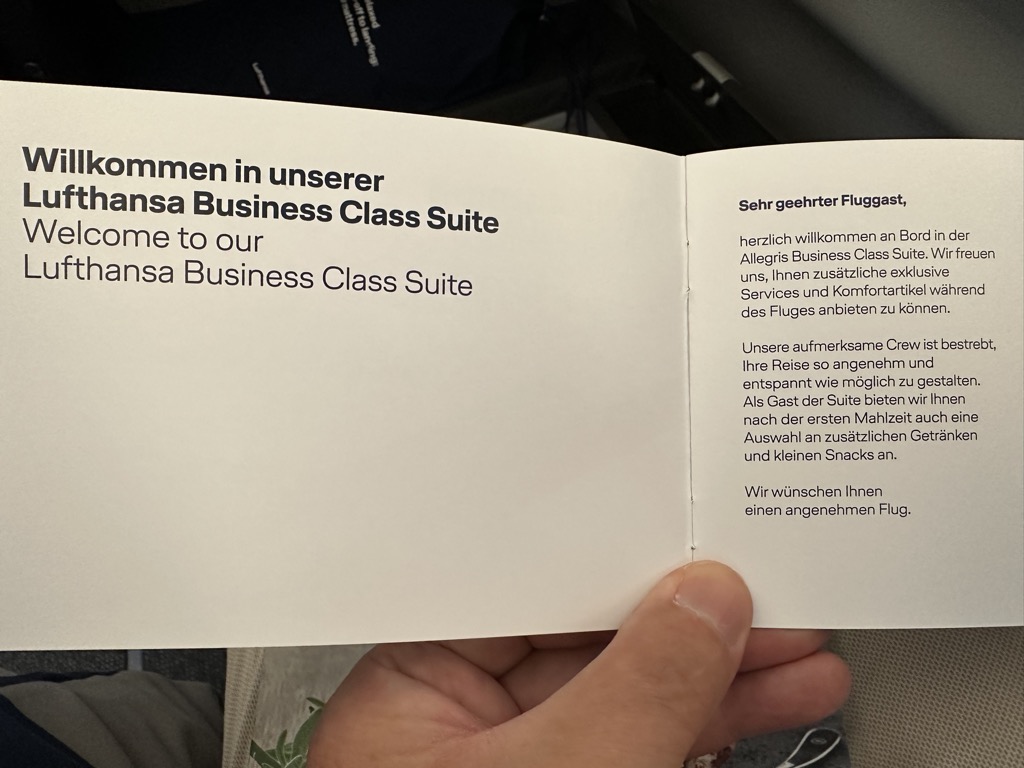 Willkommen in unserer
Lufthansa Business Class Suite
Welcome to our
Lufthansa Business Class Suite
Sehr geehrter Fluggast,
herzlich willkommen an Bord in der
Allegris Business Class Suite. Wir freuen
uns, Ihnen zusätzliche exklusive
Services und Komfortartikel während
des Fluges anbieten zu können.
Unsere aufmerksame Crew ist bestrebt,
Ihre Reise so angenehm und
entspannt wie möglich zu gestalten.
Als Gast der Suite bieten wir Ihnen
nach der ersten Mahlzeit auch eine
Auswahl an zusätzlichen Getränken
und kleinen Snacks an.
Wir wünschen Ihnen
einen angenehmen Flug.